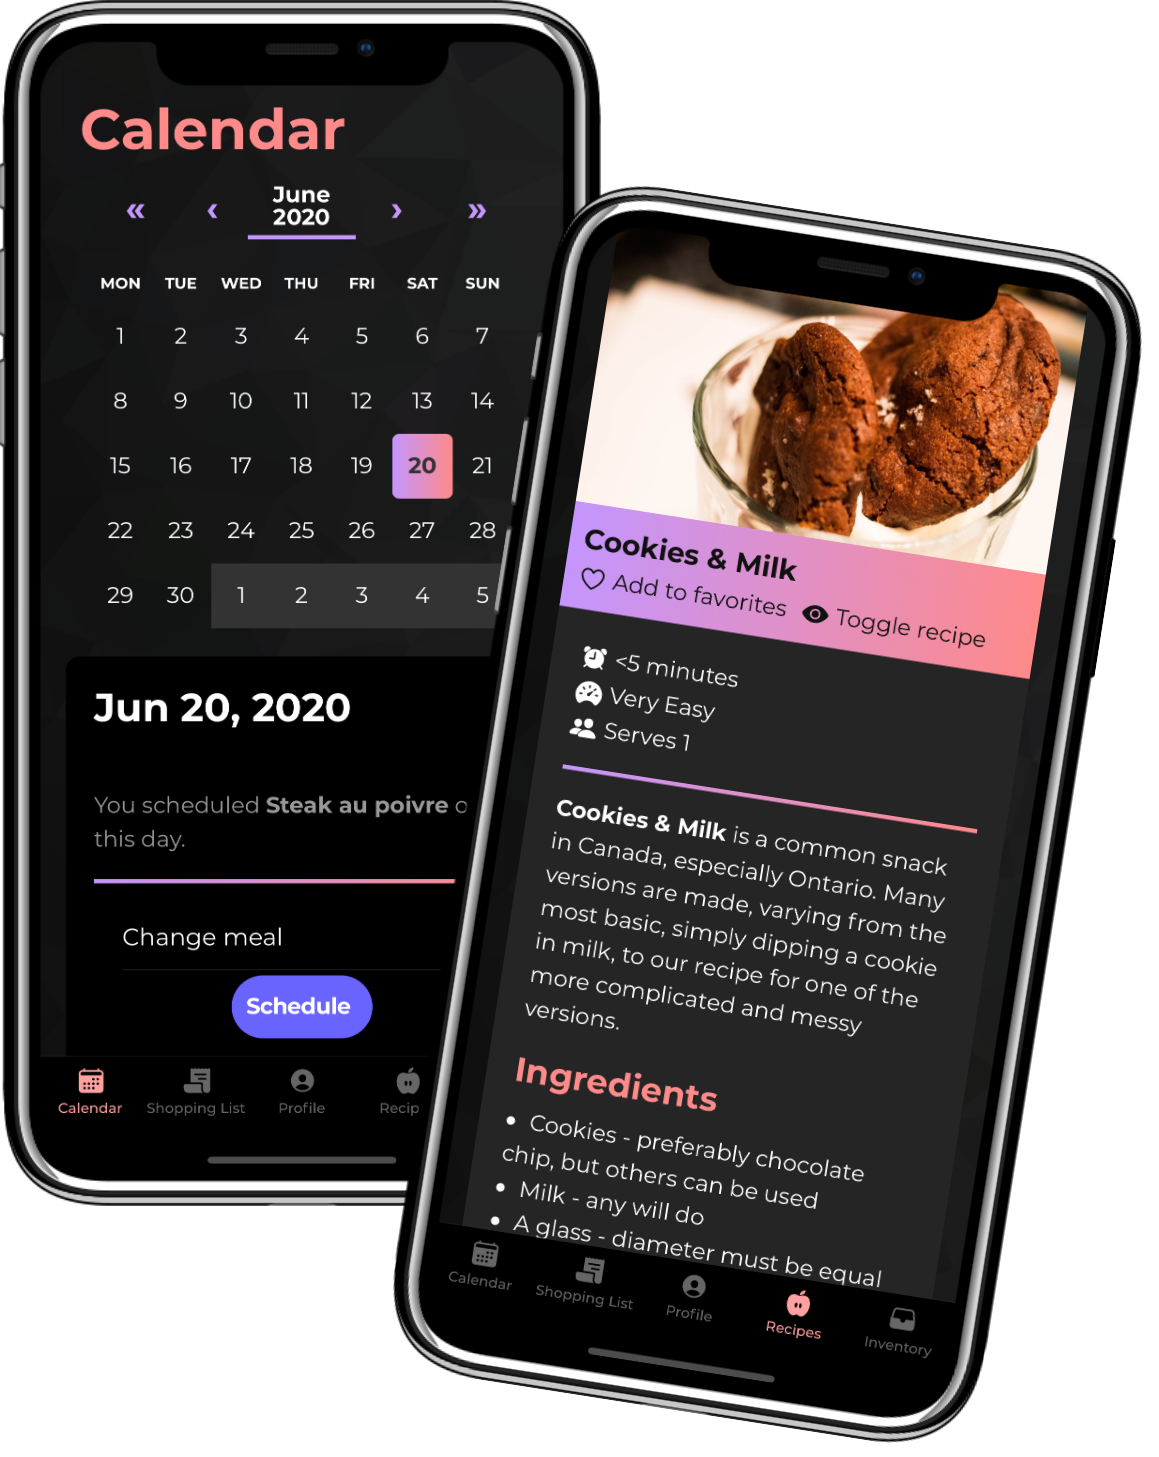 Calendar
« ‹ June 2020 › »
MON TUE WED THU FRI SAT SUN
1 2 3 4 5 6 7
8 9 10 11 12 13 14
15 16 17 18 19 20 21
22 23 24 25 26 27 28
29 30 1 2 3 4 5
Jun 20, 2020
You scheduled Steak au poivre
this day.
Change meal
Schedule
Calendar Shopping List Profile Recip
Cookies & Milk
Add to favorites Toggle recipe
<5 minutes
Very Easy
Serves 1
Cookies & Milk is a common snack
in Canada, especially Ontario. Many
versions are made, varying from the
most basic, simply dipping a cookie
in milk, to our recipe for one of the
more complicated and messy
versions.
Ingredients
• Cookies - preferably chocolate
chip, but others can be used
• Milk - any will do
• A glass - diameter must be equal
Calendar Shopping List Profile Recipes Inventory